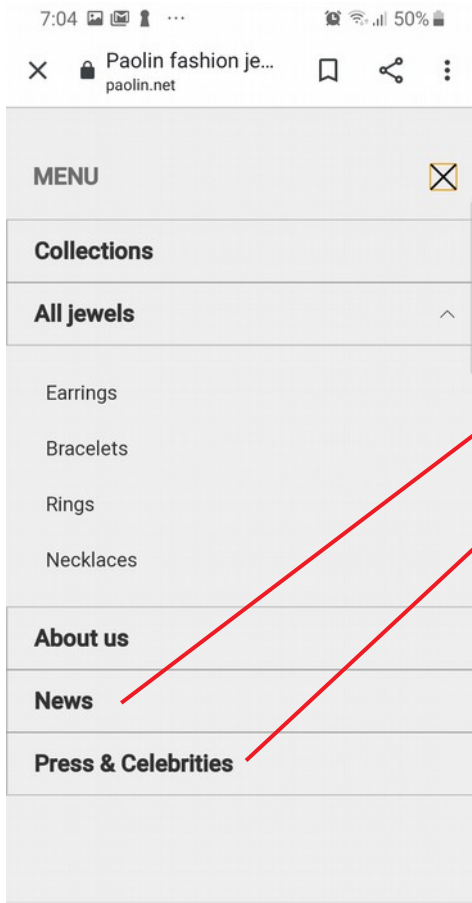 7:04 ... 50%
Paolin fashion je...
paolin.net
MENU
Collections
All jewels
Earrings
Bracelets
Rings
Necklaces
About us
News
Press & Celebrities